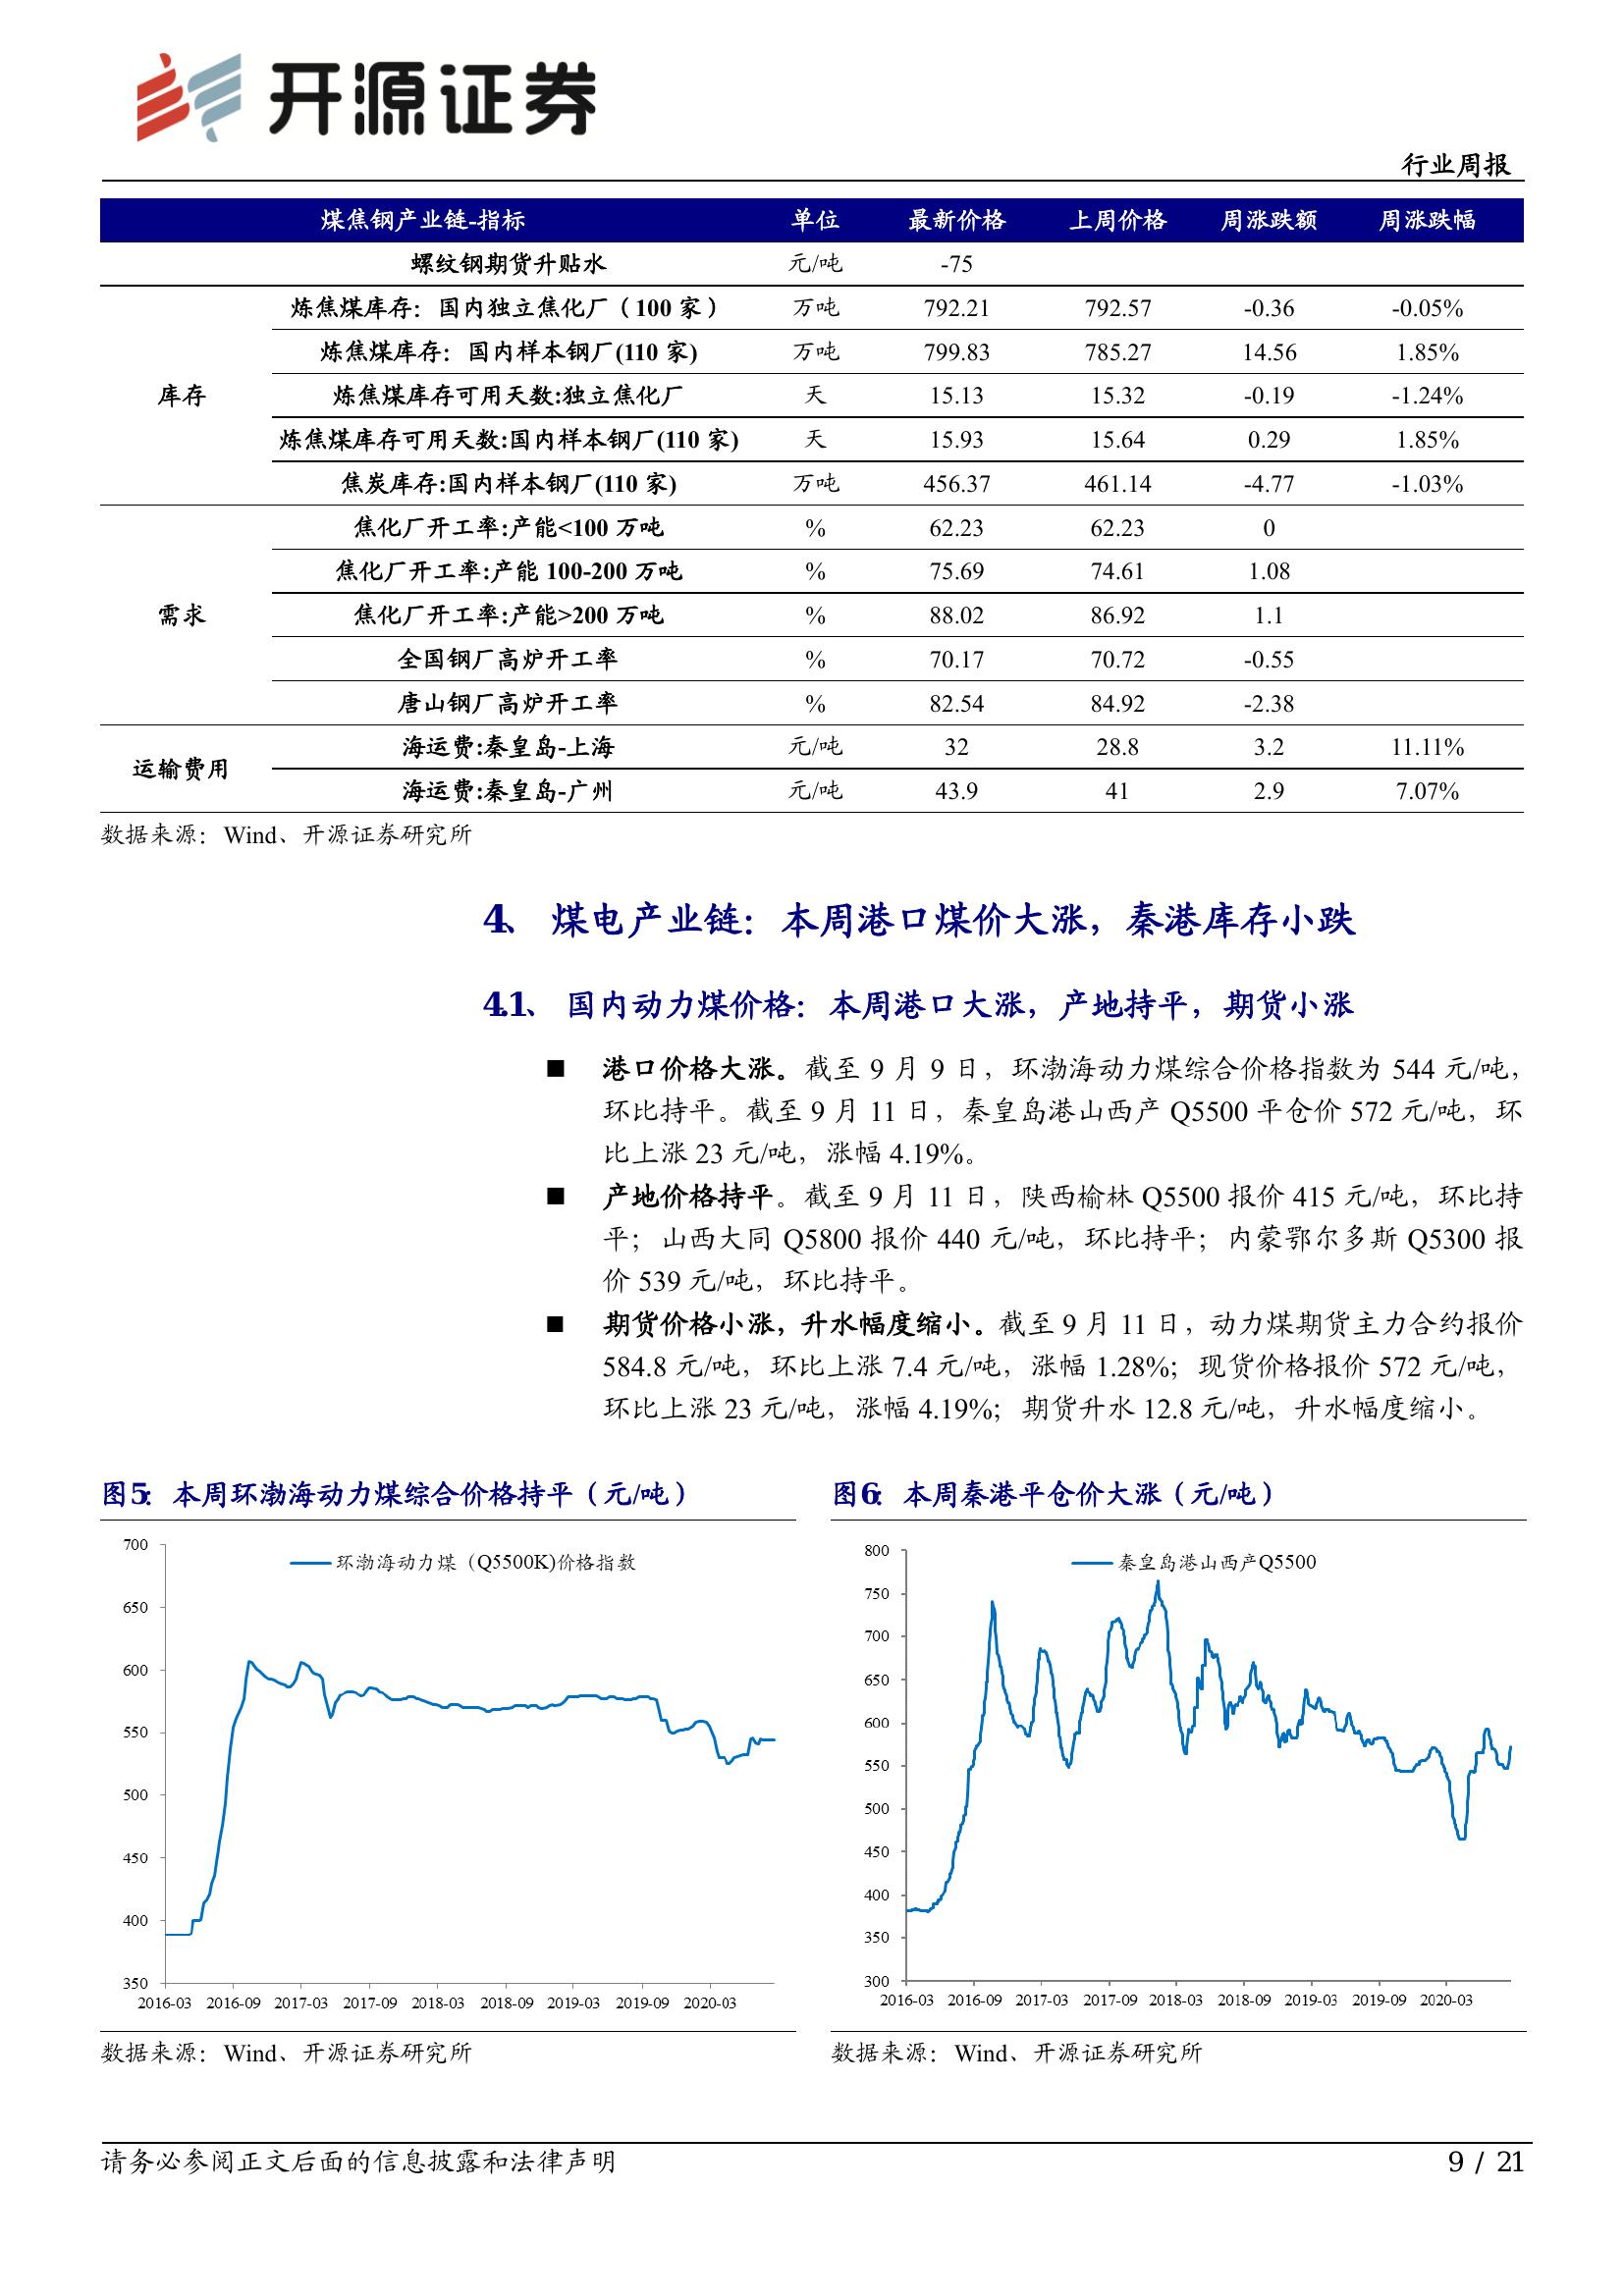 开源证券
行业周报
煤焦钢产业链-指标 单位 最新价格 上周价格 周涨跌额 周涨跌幅
螺纹钢期货升贴水 元/吨 -75
库存
炼焦煤库存：国内独立焦化厂（100 家） 万吨 792.21 792.57 -0.36 -0.05%
炼焦煤库存：国内样本钢厂(110 家) 万吨 799.83 785.27 14.56 1.85%
炼焦煤库存可用天数:独立焦化厂 天 15.13 15.32 -0.19 -1.24%
炼焦煤库存可用天数:国内样本钢厂(110 家) 天 15.93 15.64 0.29 1.85%
焦炭库存:国内样本钢厂(110 家) 万吨 456.37 461.14 -4.77 -1.03%
需求
焦化厂开工率:产能<100 万吨 % 62.23 62.23 0
焦化厂开工率:产能 100-200 万吨 % 75.69 74.61 1.08
焦化厂开工率:产能>200 万吨 % 88.02 86.92 1.1
全国钢厂高炉开工率 % 70.17 70.72 -0.55
唐山钢厂高炉开工率 % 82.54 84.92 -2.38
运输费用
海运费:秦皇岛-上海 元/吨 32 28.8 3.2 11.11%
海运费:秦皇岛-广州 元/吨 43.9 41 2.9 7.07%
数据来源：Wind、开源证券研究所
4、 煤电产业链：本周港口煤价大涨，秦港库存小跌
4.1、 国内动力煤价格：本周港口大涨，产地持平，期货小涨
■ 港口价格大涨。截至 9 月 9 日，环渤海动力煤综合价格指数为 544 元/吨，
环比持平。截至 9 月 11 日，秦皇岛港山西产 Q5500 平仓价 572 元/吨，环
比上涨 23 元/吨，涨幅 4.19%。
■ 产地价格持平。截至 9 月 11 日，陕西榆林 Q5500 报价 415 元/吨，环比持
平；山西大同 Q5800 报价 440 元/吨，环比持平；内蒙鄂尔多斯 Q5300 报
价 539 元/吨，环比持平。
■ 期货价格小涨，升水幅度缩小。截至 9 月 11 日，动力煤期货主力合约报价
584.8 元/吨，环比上涨 7.4 元/吨，涨幅 1.28%；现货价格报价 572 元/吨，
环比上涨 23 元/吨，涨幅 4.19%；期货升水 12.8 元/吨，升水幅度缩小。
图5： 本周环渤海动力煤综合价格持平（元/吨）
环渤海动力煤（Q5500K)价格指数
700
650
600
550
500
450
400
350
2016-03 2016-09 2017-03 2017-09 2018-03 2018-09 2019-03 2019-09 2020-03
数据来源：Wind、开源证券研究所
图6： 本周秦港平仓价大涨（元/吨）
秦皇岛港山西产Q5500
800
750
700
650
600
550
500
450
400
350
300
2016-03 2016-09 2017-03 2017-09 2018-03 2018-09 2019-03 2019-09 2020-03
数据来源：Wind、开源证券研究所
请务必参阅正文后面的信息披露和法律声明
9 / 21